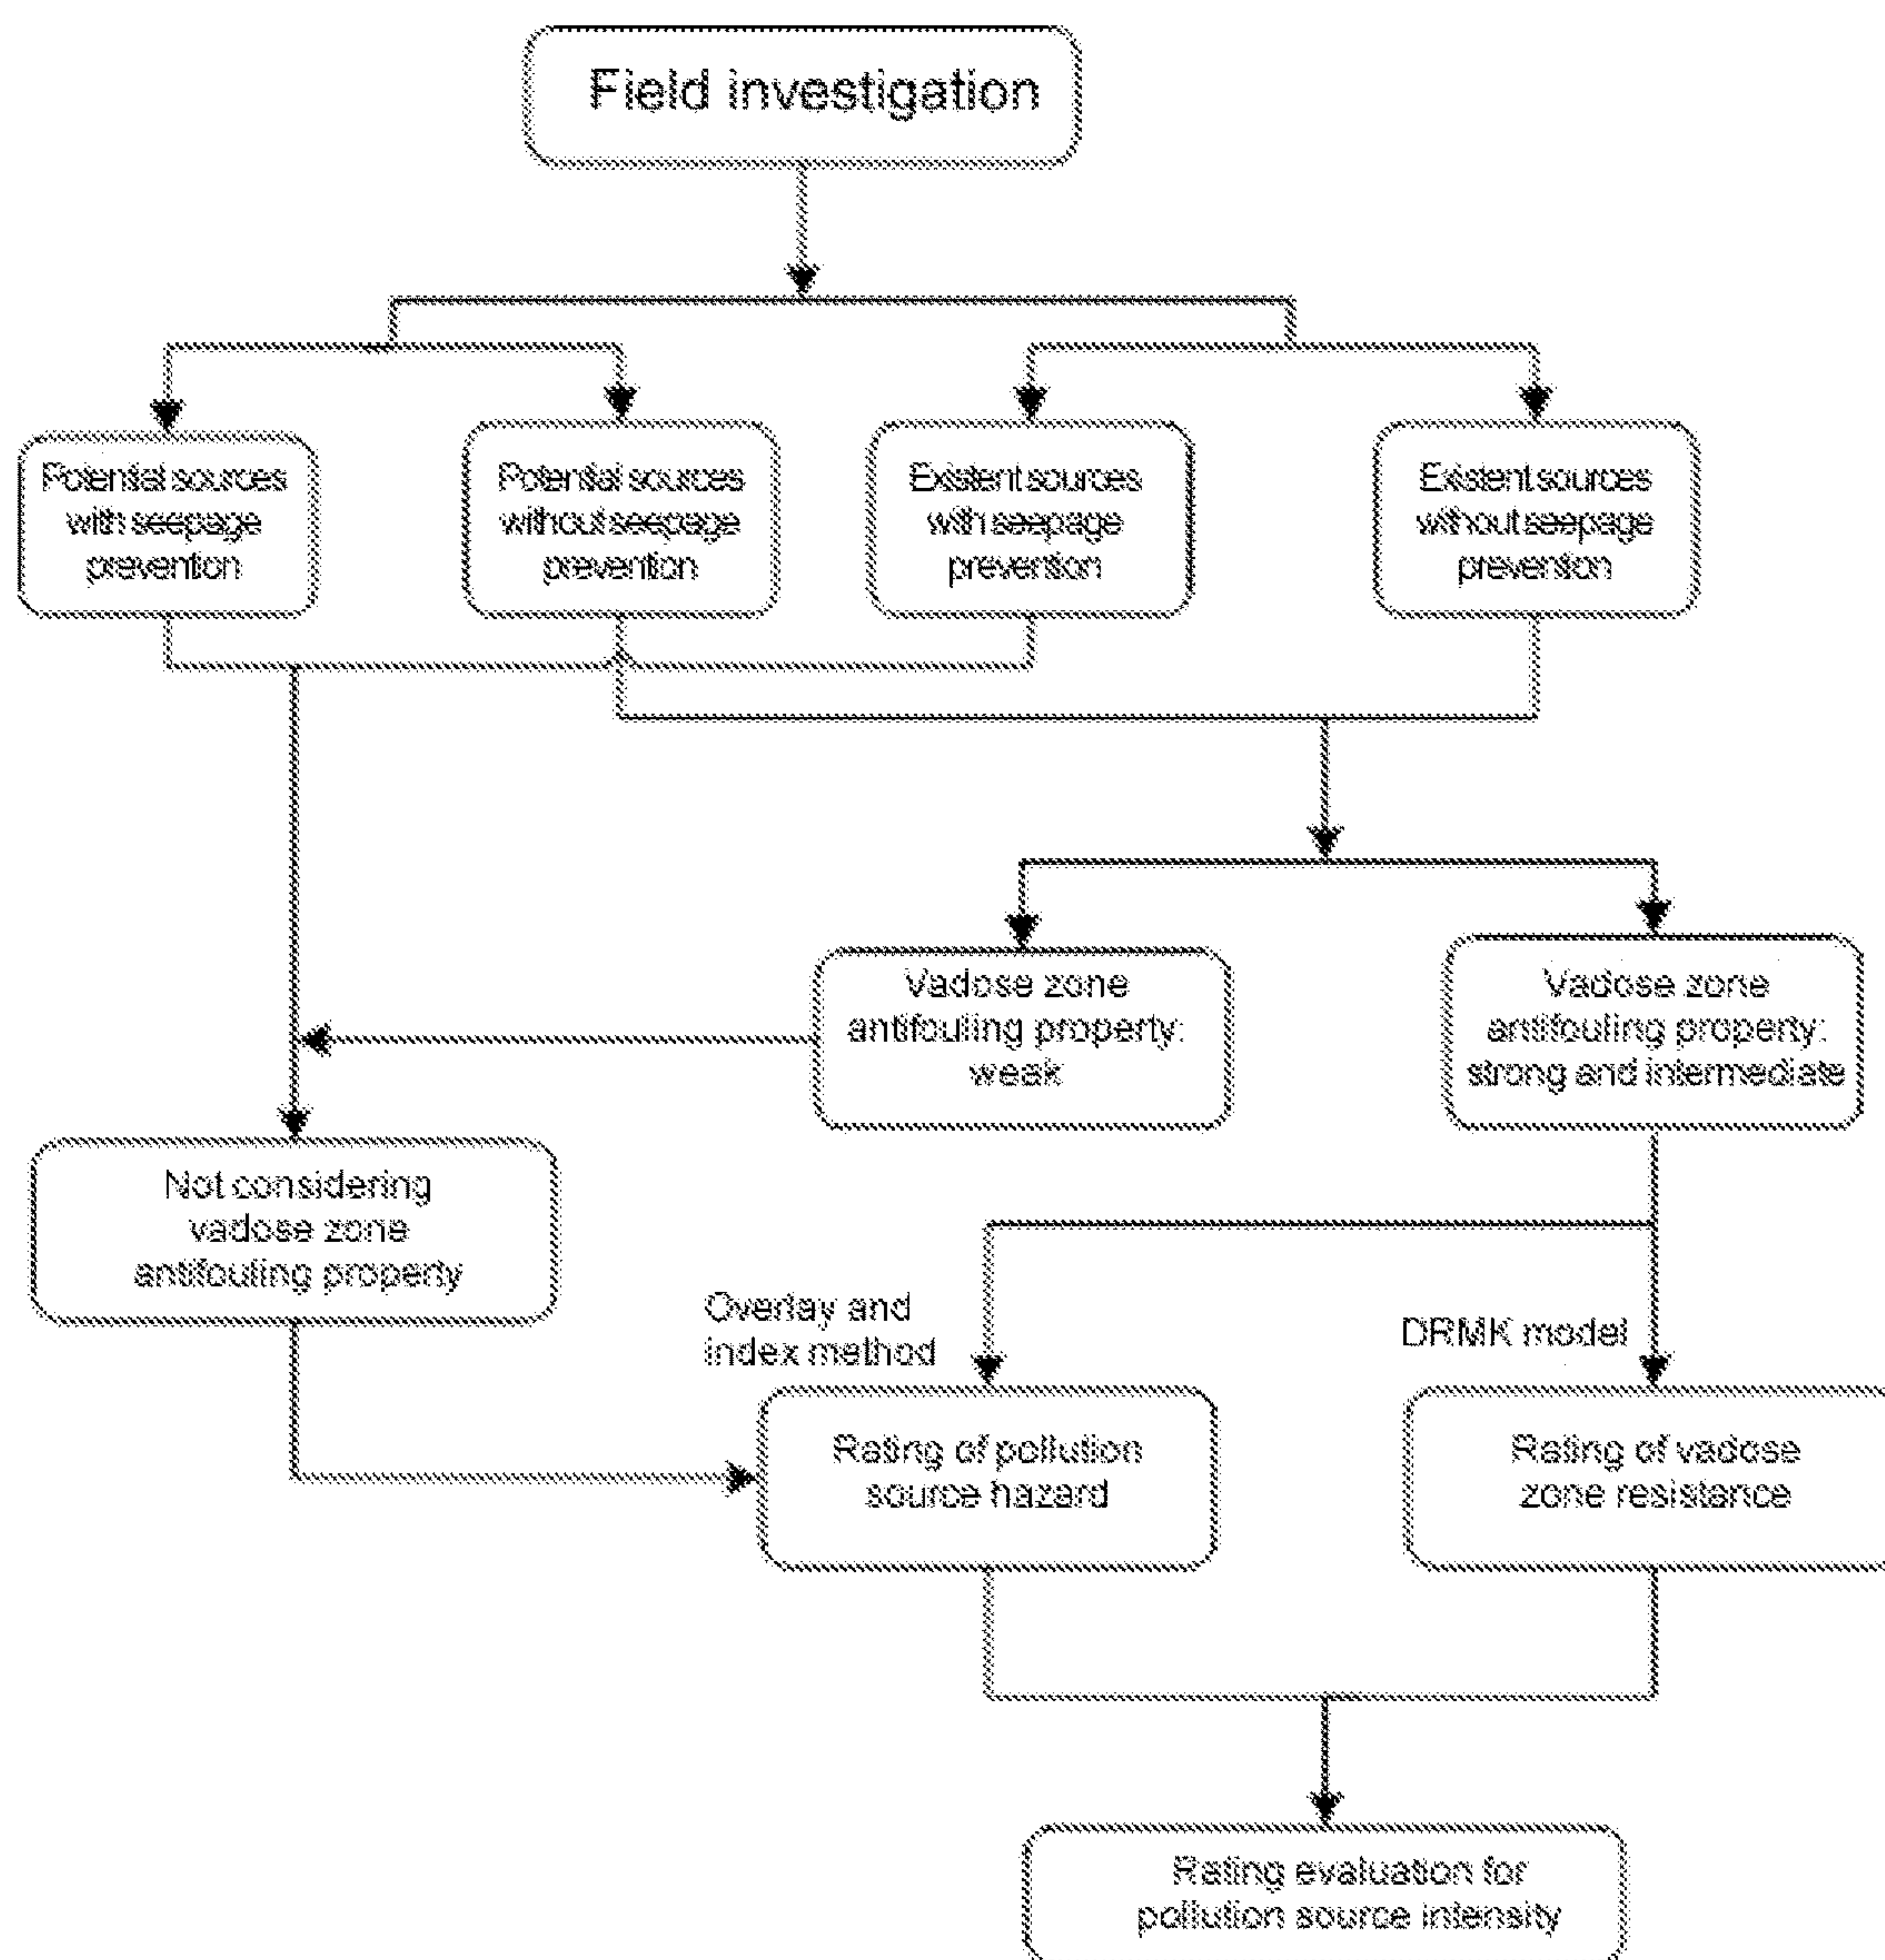 Field investigation
Potential sources
with seepage
prevention
Potential sources
without seepage
prevention
Existent sources
with seepage
prevention
Existent sources
without seepage
prevention
Vadose zone
antifouling property:
weak
Vadose zone
antifouling property:
strong and intermediate
Not considering
vadose zone
antifouling property
Overlay and
index method
DRMK model
Rating of pollution
source hazard
Rating of vadose
zone resistance
Rating evaluation for
pollution source intensity